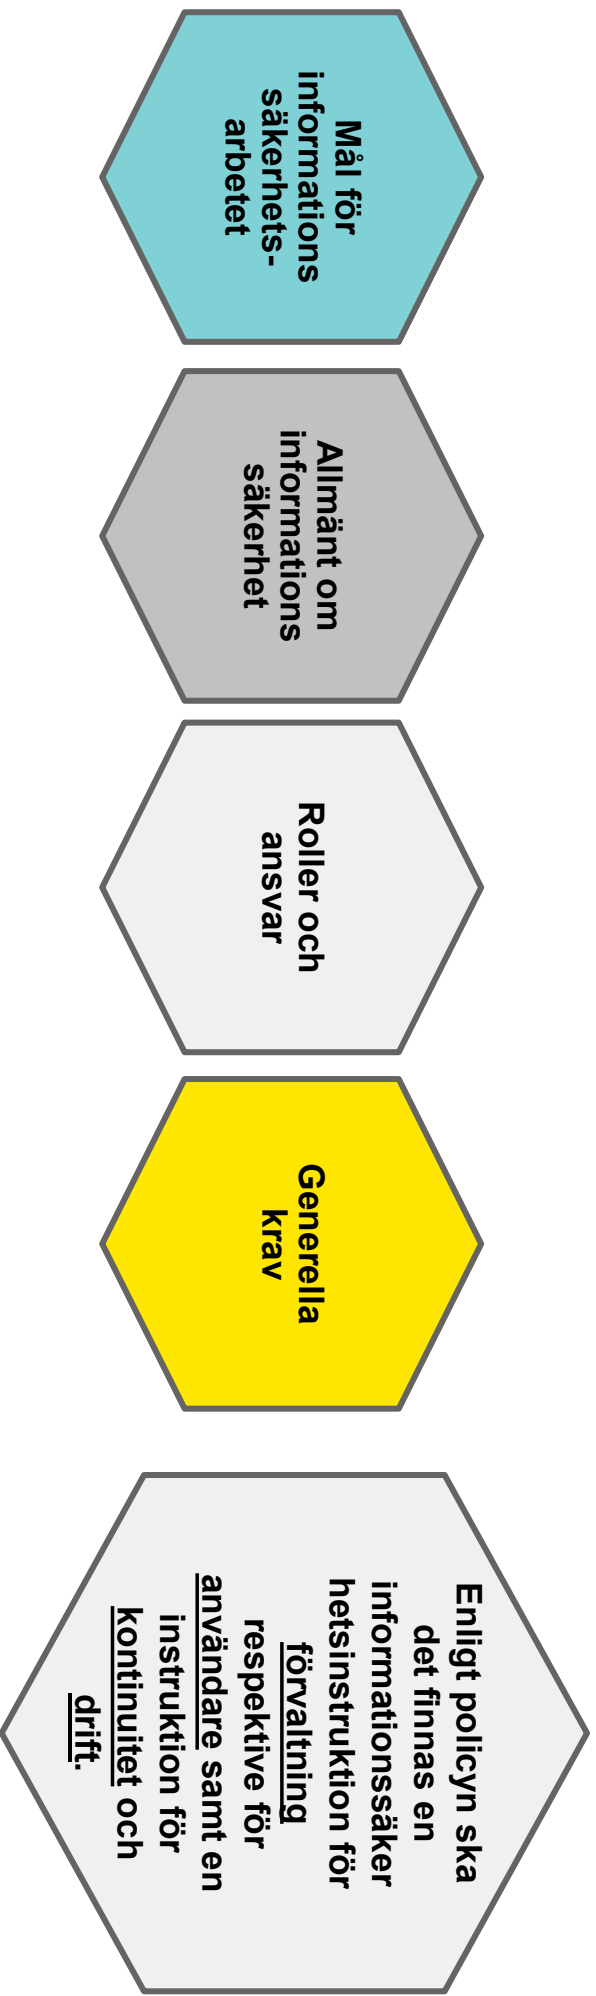 Mål för
informations
säkerhets-
arbetet
Allmänt om
informations
säkerhet
Roller och
ansvar
Generella
krav
Enligt policyn ska
det finnas en
informationssäker
hetsinstruktion för
förvaltning
respektive för
användare samt en
instruktion för
kontinuitet och
drift.